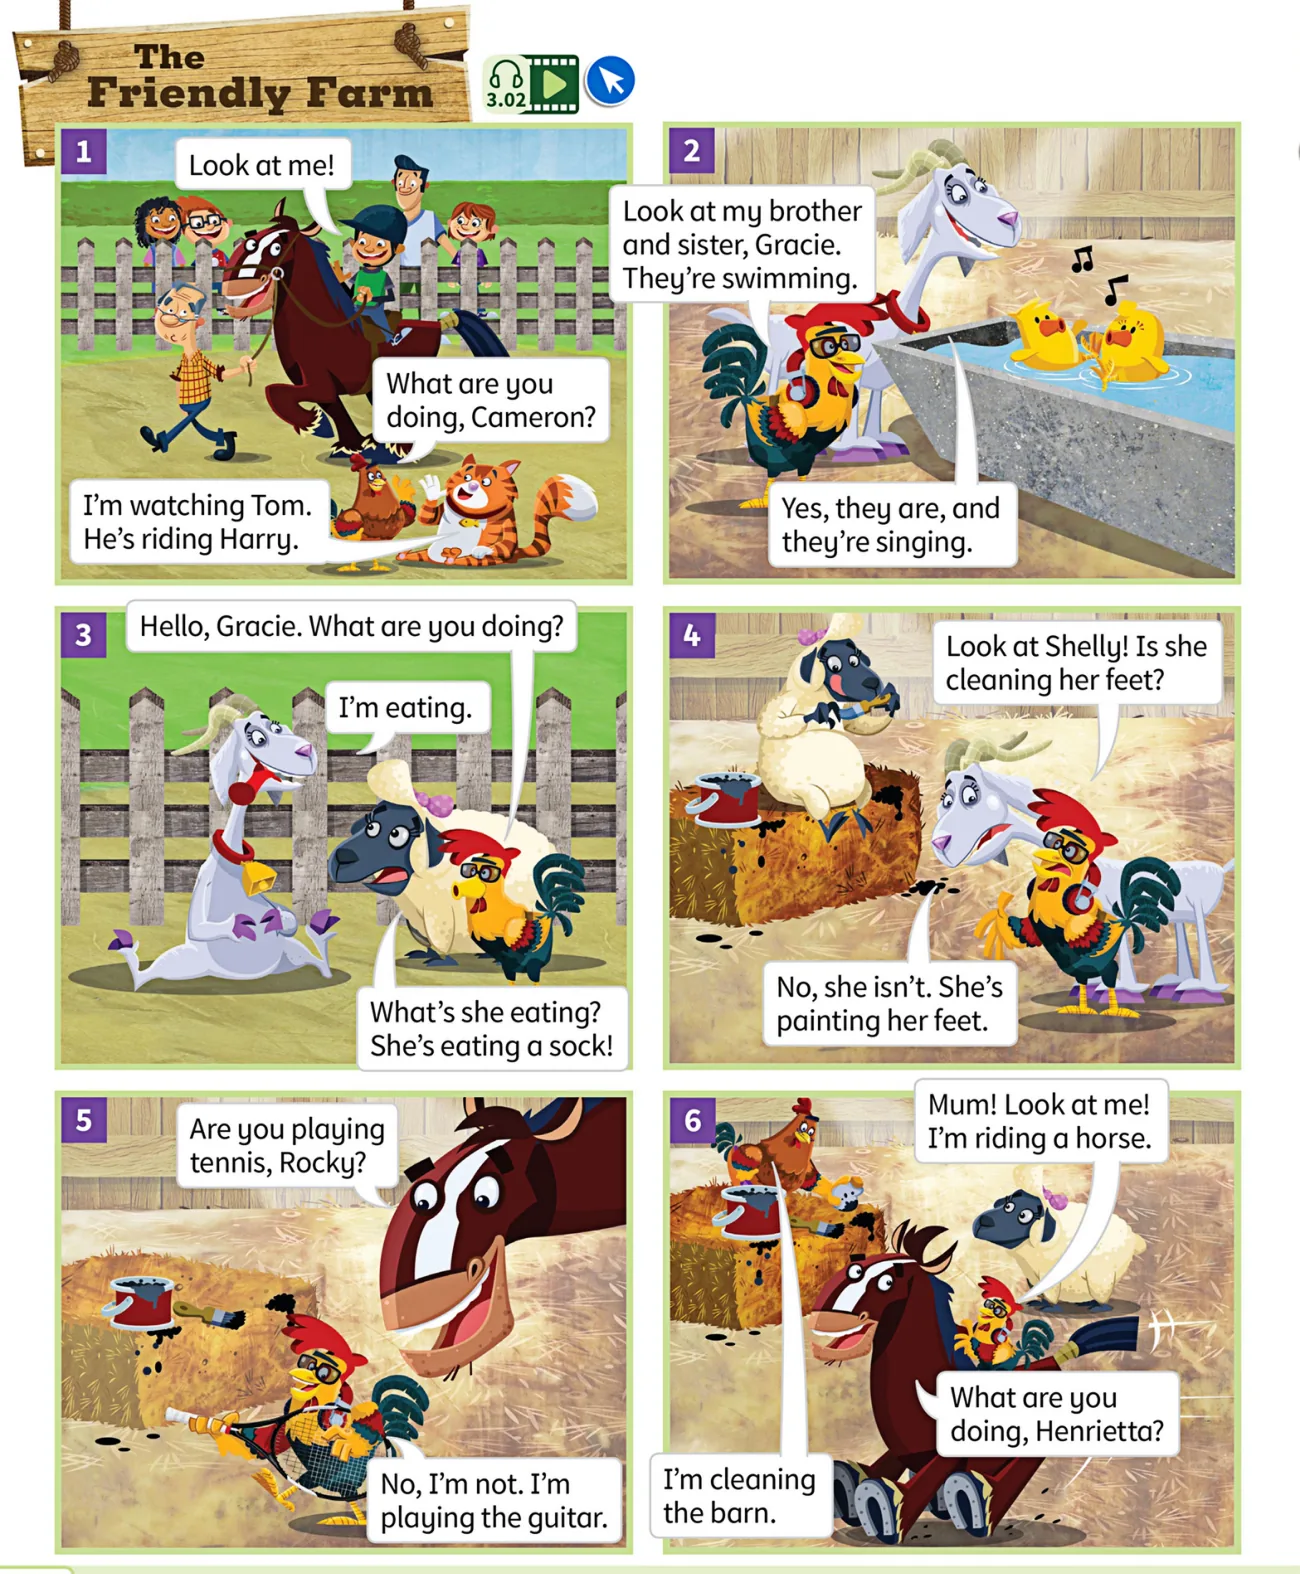 The
Friendly Farm
3.02
1
Look at me!
What are you
doing, Cameron?
I'm watching Tom.
He's riding Harry.
2
Look at my brother
and sister, Gracie.
They're swimming.
Yes, they are, and
they're singing.
3
Hello, Gracie. What are you doing?
I'm eating.
What's she eating?
She's eating a sock!
4
Look at Shelly! Is she
cleaning her feet?
No, she isn't. She's
painting her feet.
5
Are you playing
tennis, Rocky?
No, I'm not. I'm
playing the guitar.
6
Mum! Look at me!
I'm riding a horse.
What are you
doing, Henrietta?
I'm cleaning
the barn.